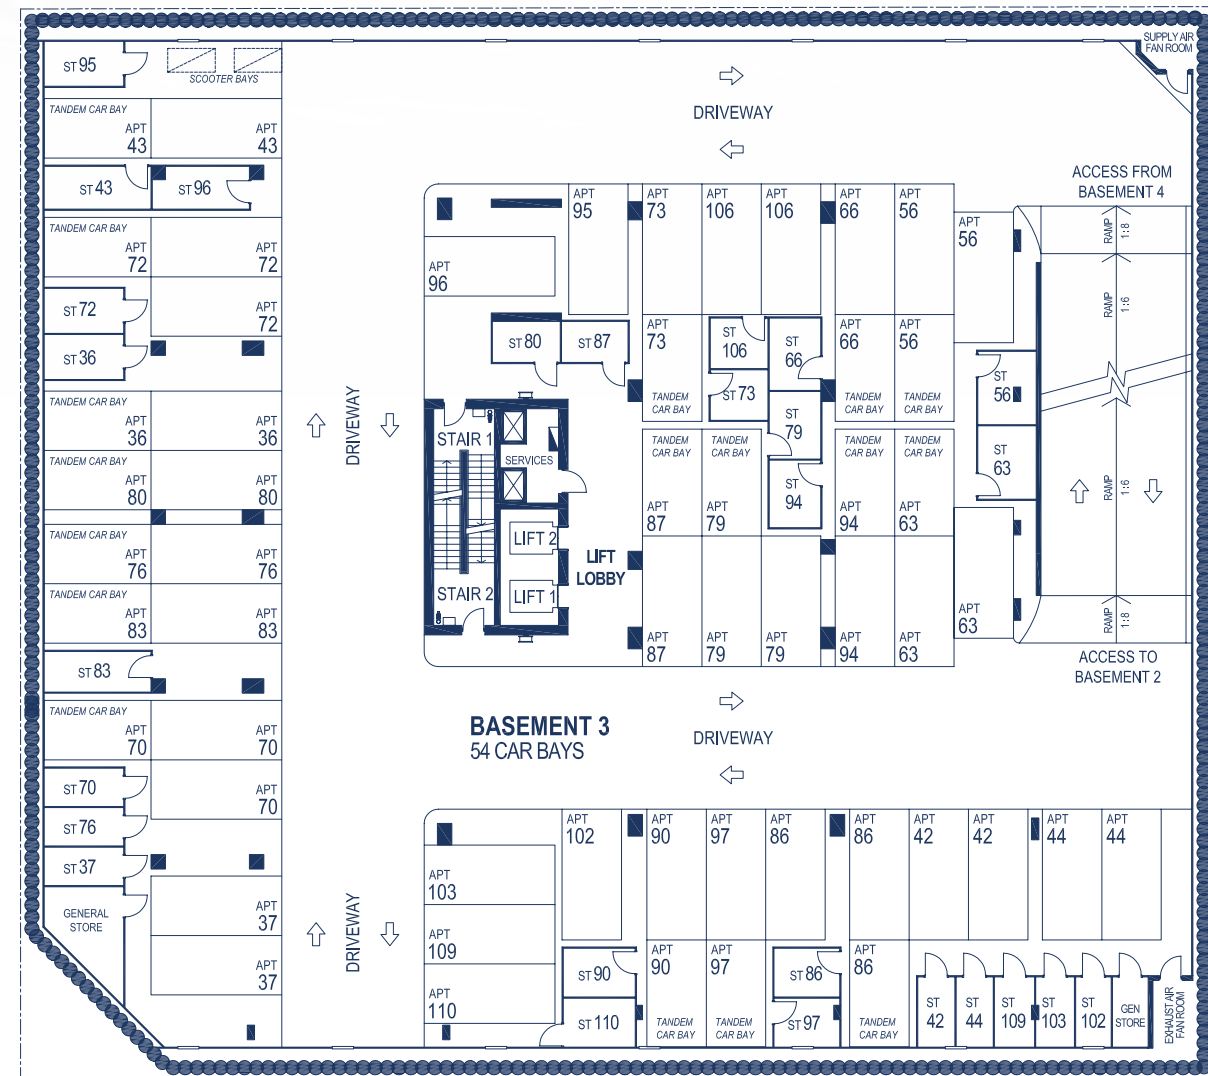 SUPPLY AIR
FAN ROOM
ST 95
SCOOTER BAYS
DRIVEWAY
TANDEM CAR BAY
APT
43
APT
43
ST 43
ST 96
TANDEM CAR BAY
APT
72
APT
72
ST 72
APT
72
ST 36
TANDEM CAR BAY
APT
36
APT
36
TANDEM CAR BAY
APT
80
APT
80
TANDEM CAR BAY
APT
76
APT
76
TANDEM CAR BAY
APT
83
APT
83
ST 83
TANDEM CAR BAY
APT
70
APT
70
ST 70
APT
70
ST 76
ST 37
GENERAL
STORE
APT
37
APT
37
DRIVEWAY
DRIVEWAY
APT
95
APT
73
APT
106
APT
106
APT
66
APT
56
APT
56
APT
96
ACCESS FROM
BASEMENT 4
RAMP
1:8
RAMP
1:6
RAMP
1:6
RAMP
1:8
ACCESS TO
BASEMENT 2
ST 80
ST 87
APT
73
TANDEM
CAR BAY
ST
106
ST
66
ST 73
ST
79
ST
94
APT
66
TANDEM
CAR BAY
APT
56
TANDEM
CAR BAY
ST
56
ST
63
STAIR 1
SERVICES
LIFT 2
LIFT 1
STAIR 2
LIFT
LOBBY
TANDEM
CAR BAY
APT
87
TANDEM
CAR BAY
APT
79
TANDEM
CAR BAY
APT
94
TANDEM
CAR BAY
APT
63
APT
87
APT
79
APT
79
APT
94
APT
63
APT
63
BASEMENT 3
54 CAR BAYS
DRIVEWAY
APT
103
APT
109
APT
110
APT
102
APT
90
APT
97
APT
86
APT
86
APT
42
APT
42
APT
44
APT
44
ST 90
ST 110
APT
90
TANDEM
CAR BAY
APT
97
TANDEM
CAR BAY
ST 86
ST 97
APT
86
TANDEM
CAR BAY
ST
42
ST
44
ST
109
ST
103
ST
102
GEN
STORE
EXHAUST AIR
FAN ROOM